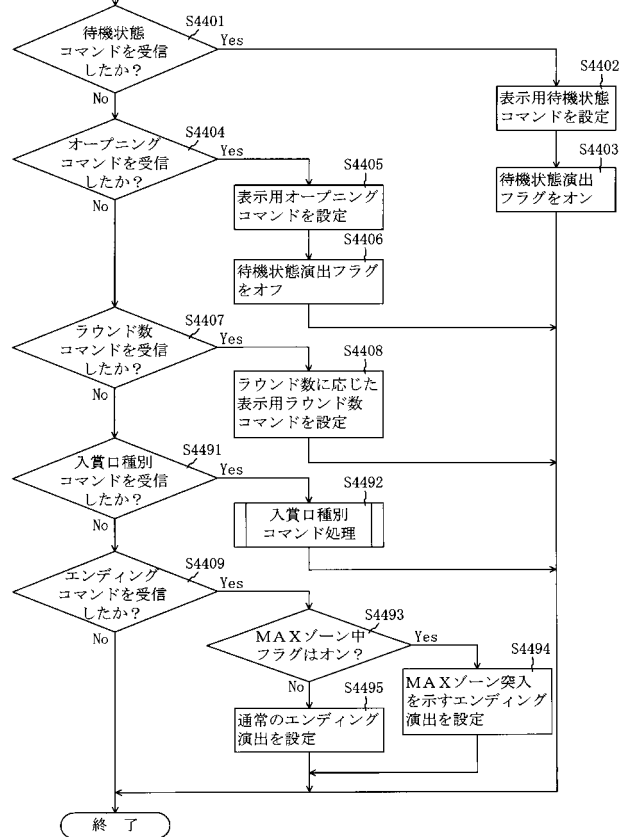 S4401
待機状態
コマンドを受信
したか？
Yes
No
S4402
表示用待機状態
コマンドを設定
S4403
待機状態演出
フラグをオン
S4404
オープニング
コマンドを受信
したか？
Yes
No
S4405
表示用オープニング
コマンドを設定
S4406
待機状態演出フラグ
をオフ
S4407
ラウンド数
コマンドを受信
したか？
Yes
No
S4408
ラウンド数に応じた
表示用ラウンド数
コマンドを設定
S4491
入賞口種別
コマンドを受信
したか？
Yes
No
S4492
入賞口種別
コマンド処理
S4409
エンディング
コマンドを受信
したか？
Yes
No
S4493
ＭＡＸゾーン中
フラグはオン？
Yes
No
S4494
ＭＡＸゾーン突入
を示すエンディング
演出を設定
S4495
通常のエンディング
演出を設定
終　了